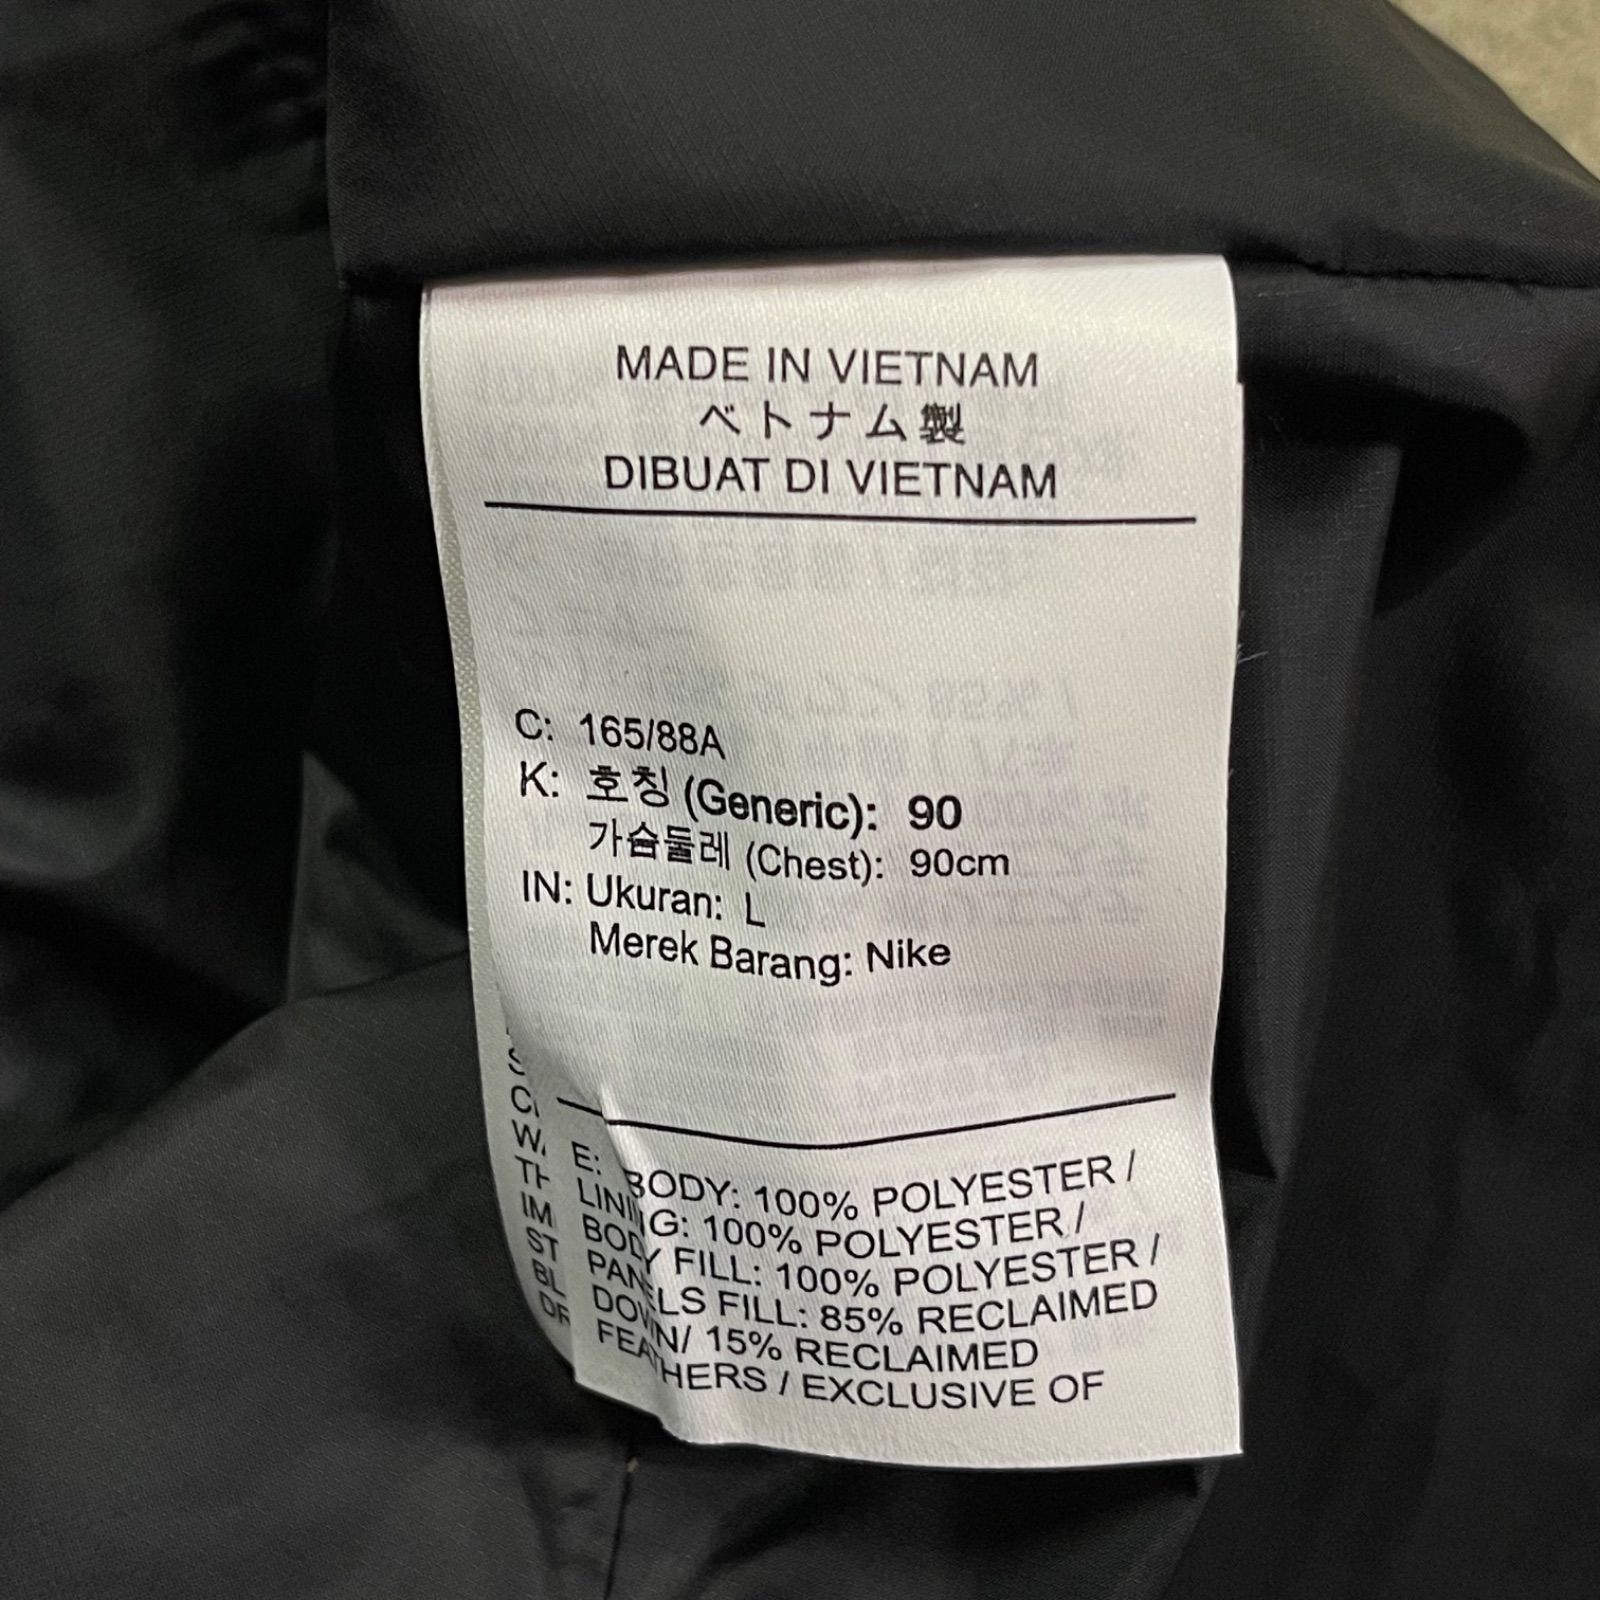 MADE IN VIETNAM
ベトナム製
DIBUAT DI VIETNAM
C: 165/88A
K: 호칭 (Generic): 90
가슴둘레 (Chest): 90cm
IN: Ukuran: L
Merek Barang: Nike
E: BODY: 100% POLYESTER /
LINING: 100% POLYESTER /
BODY FILL: 100% POLYESTER /
PANELS FILL: 85% RECLAIMED
DOWN/ 15% RECLAIMED
FEATHERS / EXCLUSIVE OF